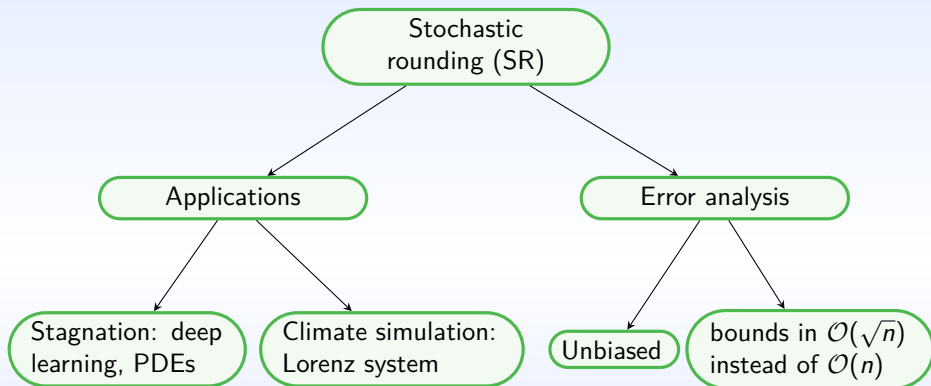 Stochastic
rounding (SR)
Applications
Error analysis
Stagnation: deep
learning, PDEs
Climate simulation:
Lorenz system
Unbiased
bounds in 𝒪(√n)
instead of 𝒪(n)